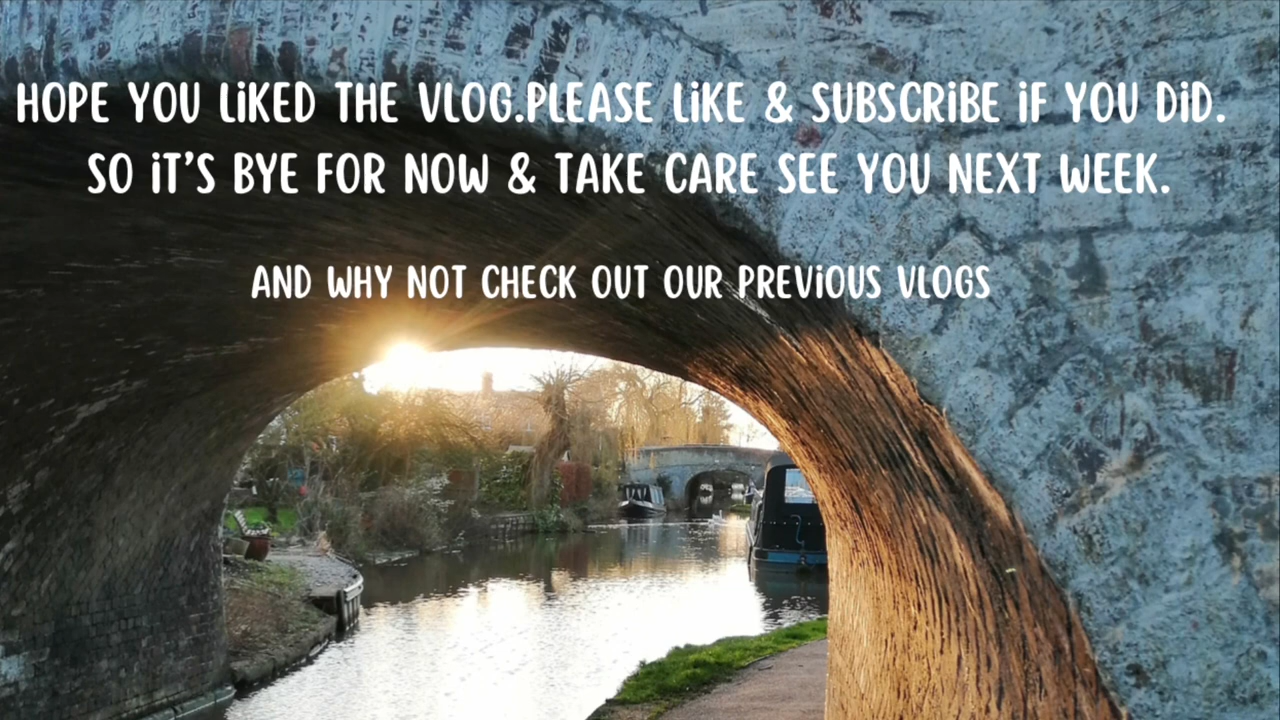 HOPE YOU LiKED THE VLOG.PLEASE LiKE & SUBSCRiBE iF YOU DiD.
SO iT'S BYE FOR NOW & TAKE CARE SEE YOU NEXT WEEK.
AND WHY NOT CHECK OUT OUR PREViOUS VLOGS